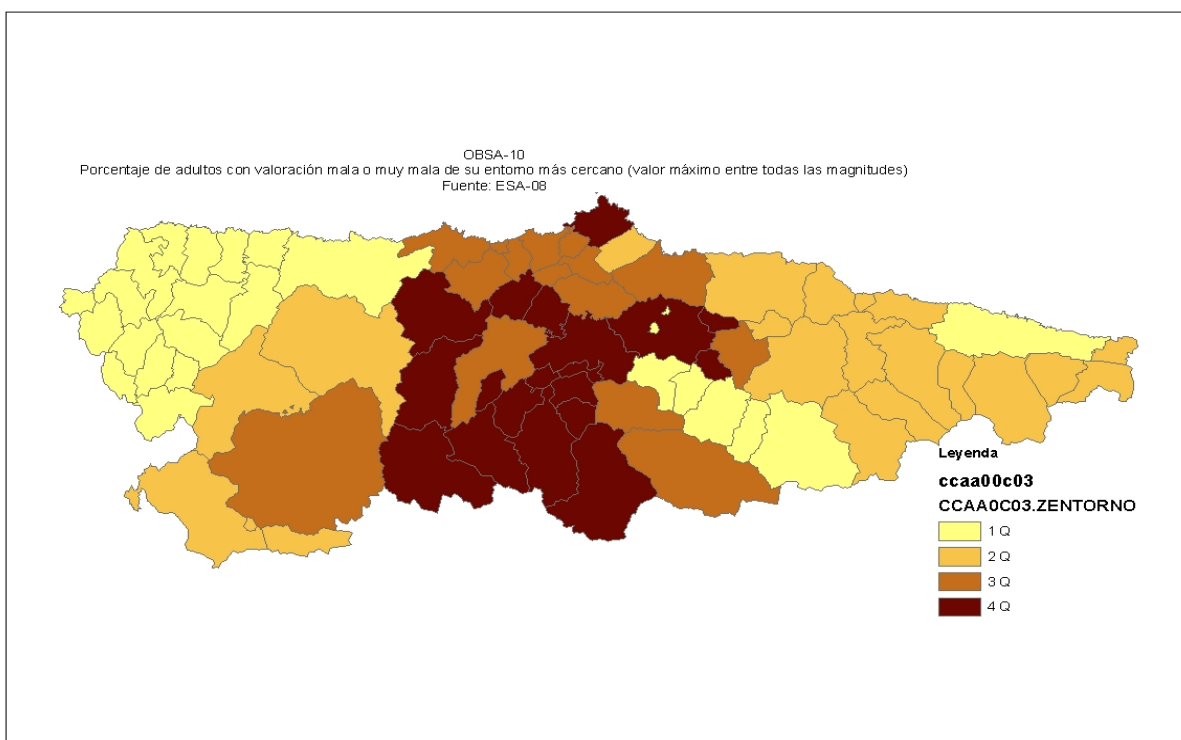 OBSA-10
Porcentaje de adultos con valoración mala o muy mala de su entorno más cercano (valor máximo entre todas las magnitudes)
Fuente: ESA-08
Leyenda
ccaa00c03
CCAA0C03.ZENTORNO
1 Q
2 Q
3 Q
4 Q